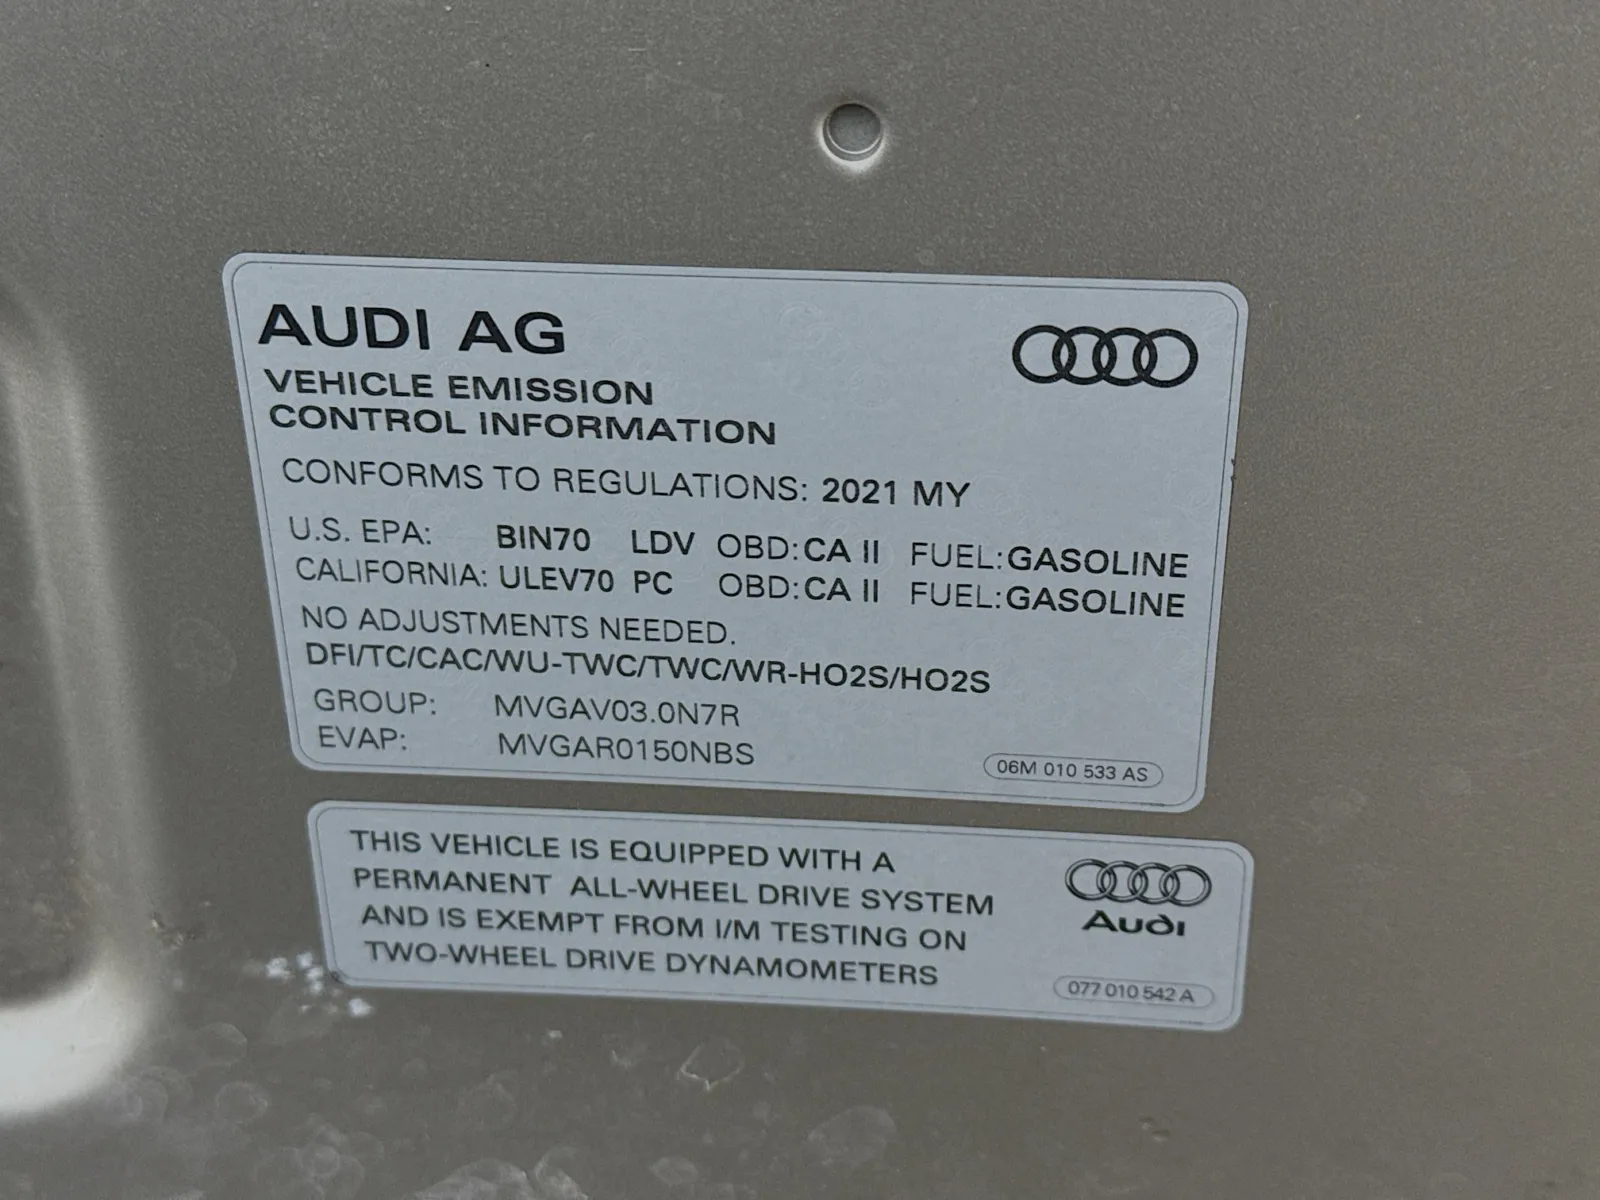 AUDI AG
VEHICLE EMISSION
CONTROL INFORMATION
CONFORMS TO REGULATIONS: 2021 MY
U.S. EPA: BIN70 LDV OBD:CA II FUEL:GASOLINE
CALIFORNIA: ULEV70 PC OBD:CA II FUEL:GASOLINE
NO ADJUSTMENTS NEEDED.
DFI/TC/CAC/WU-TWC/TWC/WR-HO2S/HO2S
GROUP: MVGAV03.0N7R
EVAP: MVGAR0150NBS
06M 010 533 AS
THIS VEHICLE IS EQUIPPED WITH A
PERMANENT ALL-WHEEL DRIVE SYSTEM
AND IS EXEMPT FROM I/M TESTING ON
TWO-WHEEL DRIVE DYNAMOMETERS
Audi
077 010 542 A